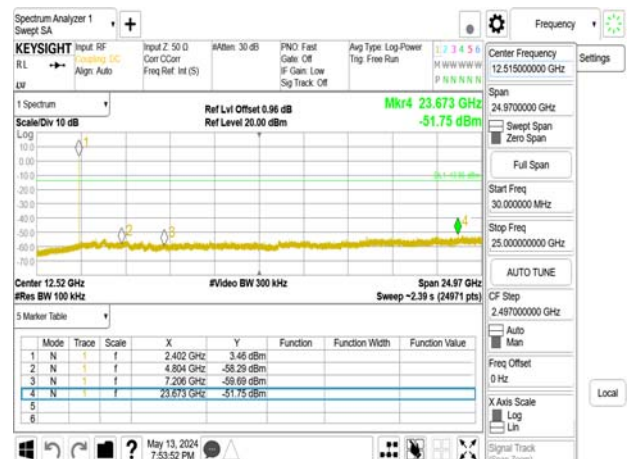 Spectrum Analyzer 1
Swept SA
+
Frequency
KEYSIGHT
RL
Input: RF
Coupling: DC
Align: Auto
Input Z: 50 Ω
Corr CCorr
Freq Ref: Int (S)
#Atten: 30 dB
PNO: Fast
Gate: Off
IF Gain: Low
Sig Track: Off
Avg Type: Log-Power
Trig: Free Run
1 2 3 4 5 6
M W W W W W
P N N N N N
Center Frequency
12.515000000 GHz
Settings
Span
24.9700000 GHz
Swept Span
Zero Span
Full Span
Start Freq
30.000000 MHz
Stop Freq
25.000000000 GHz
AUTO TUNE
CF Step
2.497000000 GHz
Auto
Man
Freq Offset
0 Hz
X Axis Scale
Log
Lin
Local
Signal Track
1 Spectrum
Scale/Div 10 dB
Ref Lvl Offset 0.96 dB
Ref Level 20.00 dBm
Mkr4 23.673 GHz
-51.75 dBm
Log
10.0
0.00
-10.0
-20.0
-30.0
-40.0
-50.0
-60.0
-70.0
1
2
3
4
Center 12.52 GHz
#Res BW 100 kHz
#Video BW 300 kHz
Span 24.97 GHz
Sweep ~2.39 s (24971 pts)
5 Marker Table
Mode Trace Scale X Y Function Function Width Function Value
1 N 1 f 2.402 GHz 3.46 dBm
2 N 1 f 4.804 GHz -58.29 dBm
3 N 1 f 7.206 GHz -59.69 dBm
4 N 1 f 23.673 GHz -51.75 dBm
5
6
?
May 13, 2024
7:53:52 PM